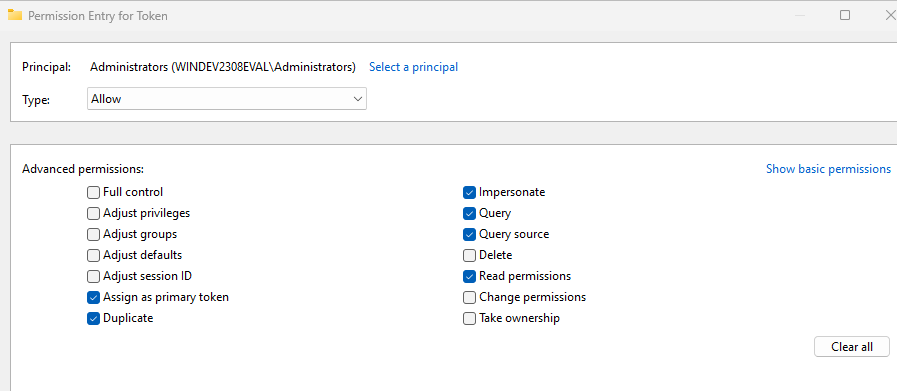 Permission Entry for Token
Principal: Administrators (WINDEV2308EVAL\Administrators) Select a principal
Type: Allow
Advanced permissions: Show basic permissions
Full control Impersonate
Adjust privileges Query
Adjust groups Query source
Adjust defaults Delete
Adjust session ID Read permissions
Assign as primary token Change permissions
Duplicate Take ownership
Clear all